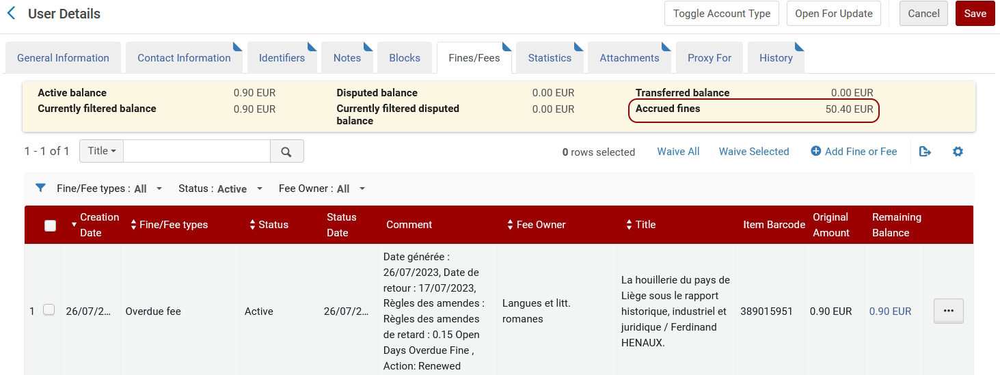 User Details
Toggle Account Type
Open For Update
Cancel
Save
General Information
Contact Information
Identifiers
Notes
Blocks
Fines/Fees
Statistics
Attachments
Proxy For
History
Active balance 0.90 EUR
Disputed balance 0.00 EUR
Transferred balance 0.00 EUR
Currently filtered balance 0.90 EUR
Currently filtered disputed 0.00 EUR
balance
Accrued fines 50.40 EUR
1 - 1 of 1
Title
0 rows selected
Waive All
Waive Selected
Add Fine or Fee
Fine/Fee types : All
Status : Active
Fee Owner : All
Creation
Date
Fine/Fee types
Status
Status
Date
Comment
Fee Owner
Title
Item Barcode
Original
Amount
Remaining
Balance
1
26/07/2...
Overdue fee
Active
26/07/2...
Date générée :
26/07/2023, Date de
retour : 17/07/2023,
Règles des amendes :
Règles des amendes
de retard : 0.15 Open
Days Overdue Fine ,
Action: Renewed
Langues et litt.
romanes
La houillerie du pays de
Liège sous le rapport
historique, industriel et
juridique / Ferdinand
HENAUX.
389015951
0.90 EUR
0.90 EUR